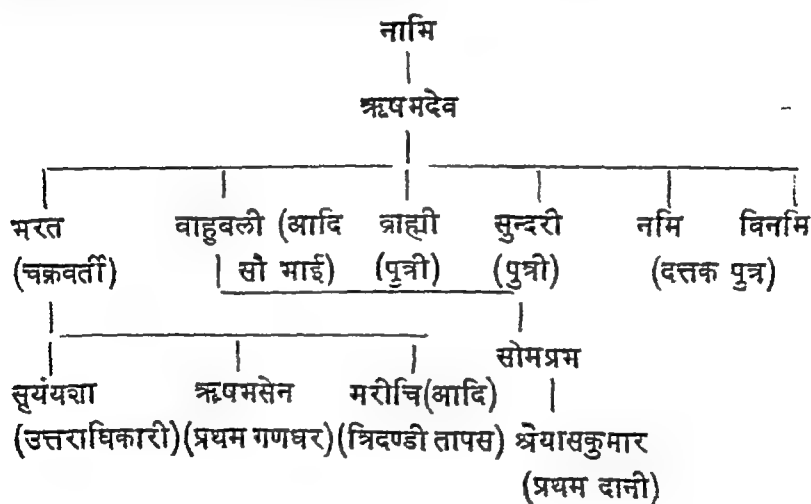 नाभि
ऋषभदेव
भरत वाहुबली (आदि ब्राह्मी सुन्दरी नमि विनमि
(चक्रवर्ती) सौ भाई) (पुत्री) (पुत्री) (दत्तक पुत्र)
सोमप्रभ
सूर्ययशा ऋषभसेन मरीचि(आदि)
(उत्तराधिकारी)(प्रथम गणधर)(त्रिदण्डी तापस) श्रेयासकुमार
(प्रथम दानी)